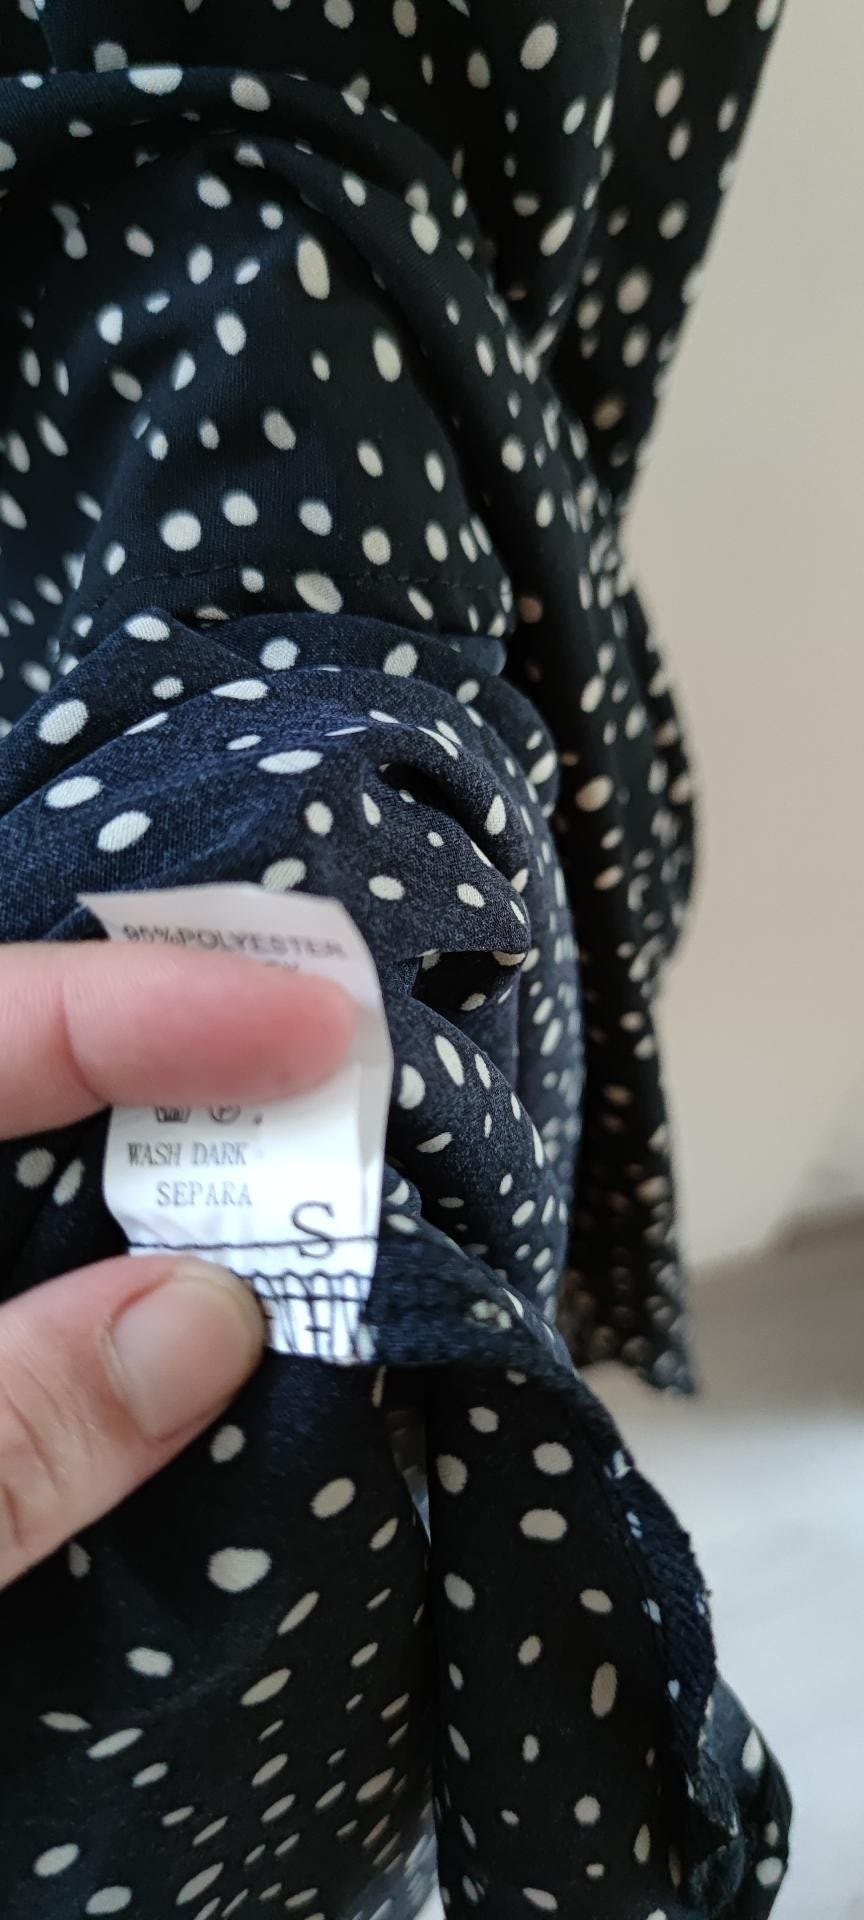 95%POLYESTER
WASH DARK
SEPARA
S